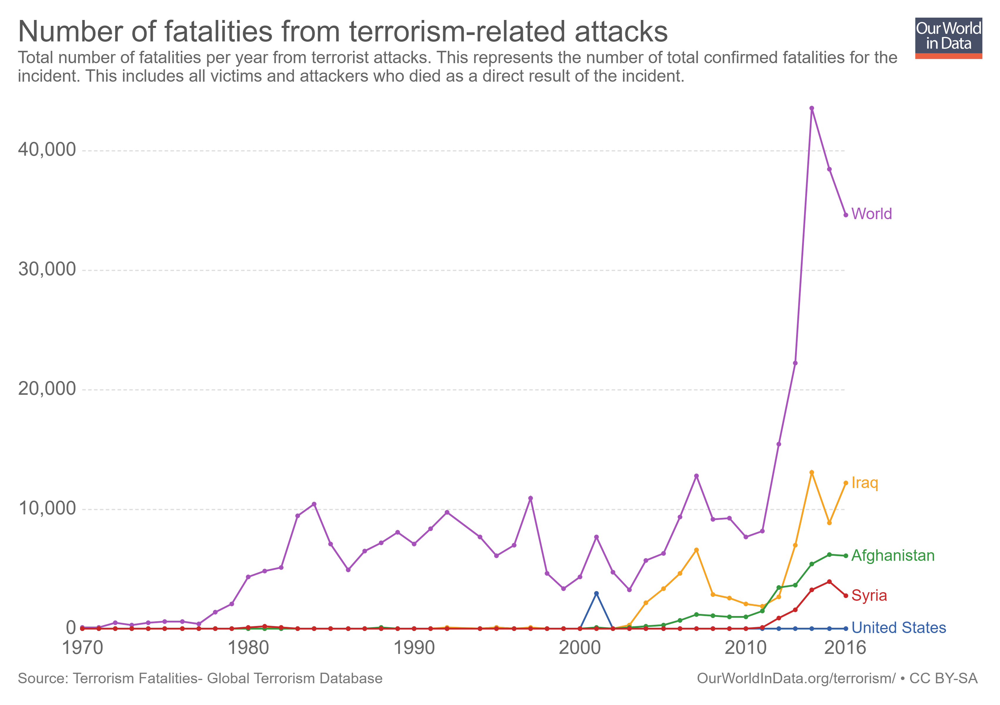 Number of fatalities from terrorism-related attacks
Our World
in Data
Total number of fatalities per year from terrorist attacks. This represents the number of total confirmed fatalities for the
incident. This includes all victims and attackers who died as a direct result of the incident.
40,000
World
30,000
20,000
Iraq
10,000
Afghanistan
Syria
0
United States
1970 1980 1990 2000 2010 2016
Source: Terrorism Fatalities- Global Terrorism Database
OurWorldInData.org/terrorism/ • CC BY-SA